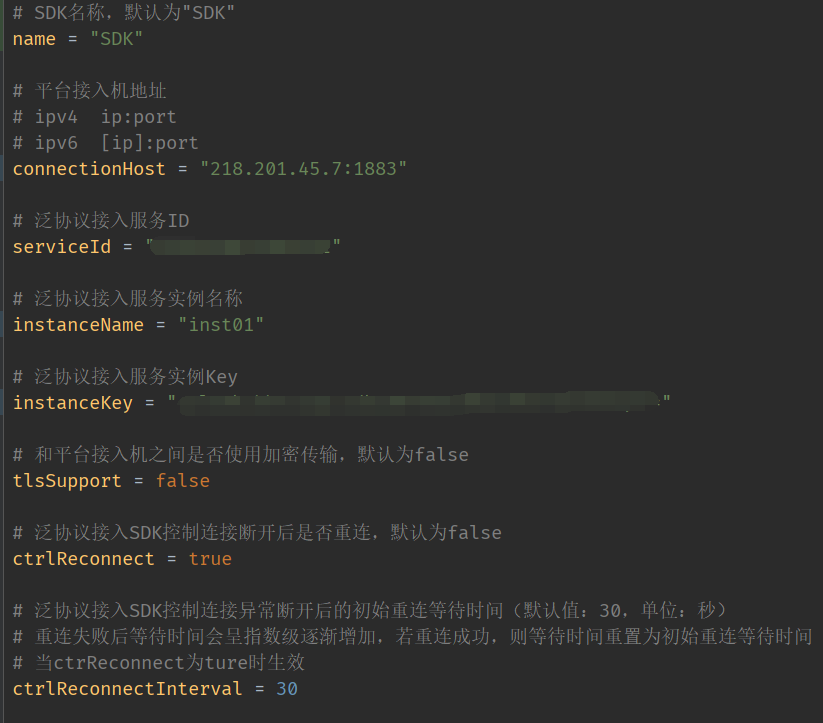 # SDK名称，默认为"SDK"
name = "SDK"
# 平台接入机地址
# ipv4  ip:port
# ipv6  [ip]:port
connectionHost = "218.201.45.7:1883"
# 泛协议接入服务ID
serviceId = ""
# 泛协议接入服务实例名称
instanceName = "inst01"
# 泛协议接入服务实例Key
instanceKey = ""
# 和平台接入机之间是否使用加密传输，默认为false
tlsSupport = false
# 泛协议接入SDK控制连接断开后是否重连，默认为false
ctrlReconnect = true
# 泛协议接入SDK控制连接异常断开后的初始重连等待时间（默认值：30，单位：秒）
# 重连失败后等待时间会呈指数级逐渐增加，若重连成功，则等待时间重置为初始重连等待时间
# 当ctrReconnect为ture时生效
ctrlReconnectInterval = 30